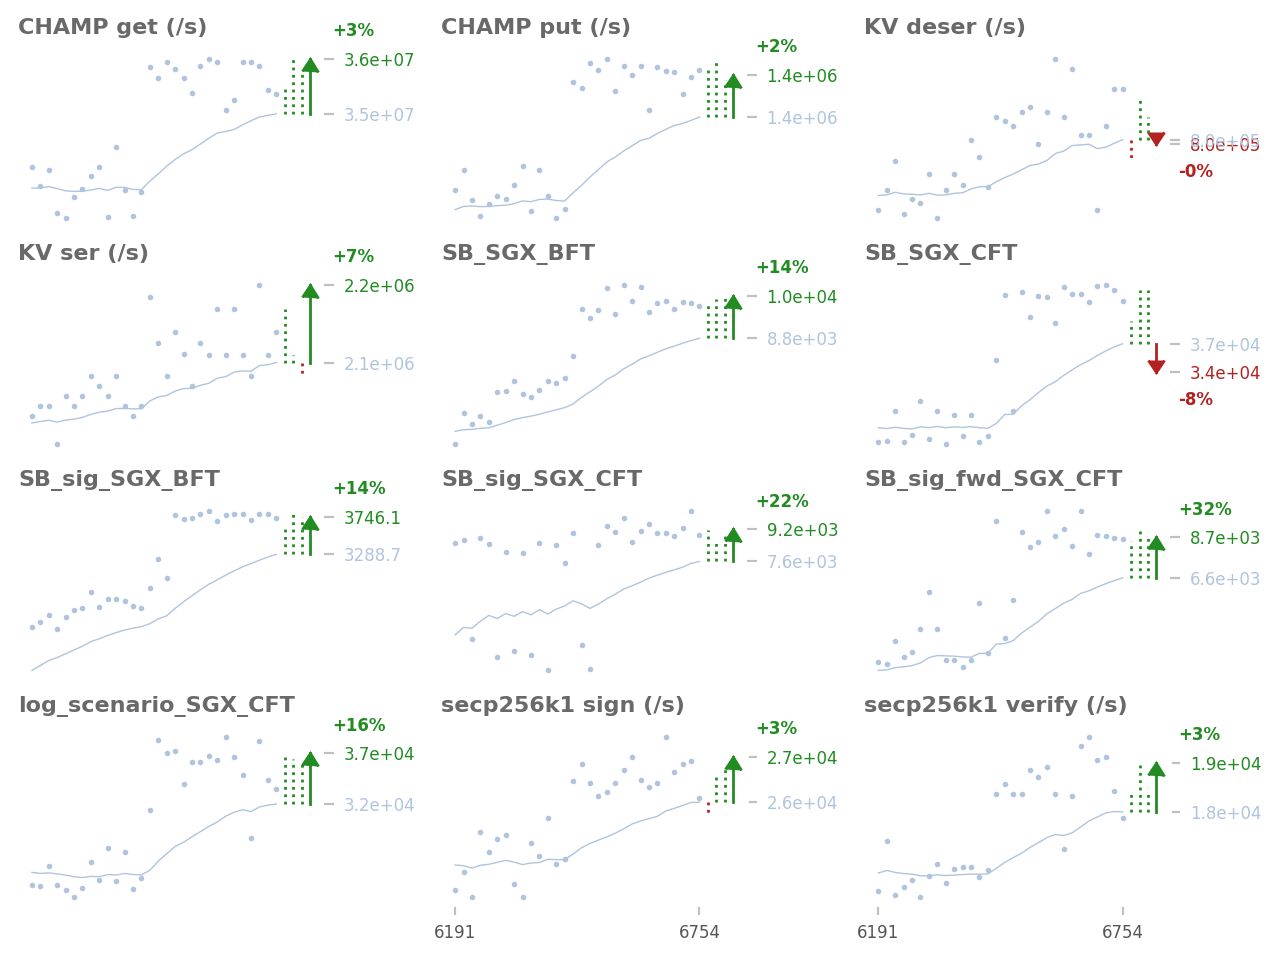 CHAMP get (/s)
+3%
3.6e+07
3.5e+07
CHAMP put (/s)
+2%
1.4e+06
1.4e+06
KV deser (/s)
8.0e+05
8.0e+05
-0%
KV ser (/s)
+7%
2.2e+06
2.1e+06
SB_SGX_BFT
+14%
1.0e+04
8.8e+03
SB_SGX_CFT
3.7e+04
3.4e+04
-8%
SB_sig_SGX_BFT
+14%
3746.1
3288.7
SB_sig_SGX_CFT
+22%
9.2e+03
7.6e+03
SB_sig_fwd_SGX_CFT
+32%
8.7e+03
6.6e+03
log_scenario_SGX_CFT
+16%
3.7e+04
3.2e+04
secp256k1 sign (/s)
+3%
2.7e+04
2.6e+04
6191
6754
secp256k1 verify (/s)
+3%
1.9e+04
1.8e+04
6191
6754